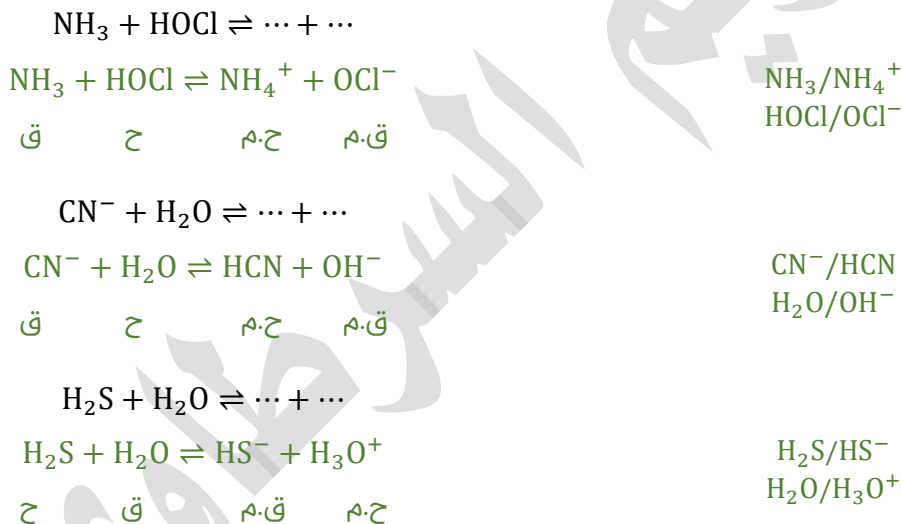 NH₃ + HOCl ⇌ ⋯ + ⋯
NH₃ + HOCl ⇌ NH₄⁺ + OCl⁻
NH₃/NH₄⁺
HOCl/OCl⁻
ق ح ح.م ق.م
CN⁻ + H₂O ⇌ ⋯ + ⋯
CN⁻ + H₂O ⇌ HCN + OH⁻
CN⁻/HCN
H₂O/OH⁻
ق ح ح.م ق.م
H₂S + H₂O ⇌ ⋯ + ⋯
H₂S + H₂O ⇌ HS⁻ + H₃O⁺
H₂S/HS⁻
H₂O/H₃O⁺
ح ق ق.م ح.م